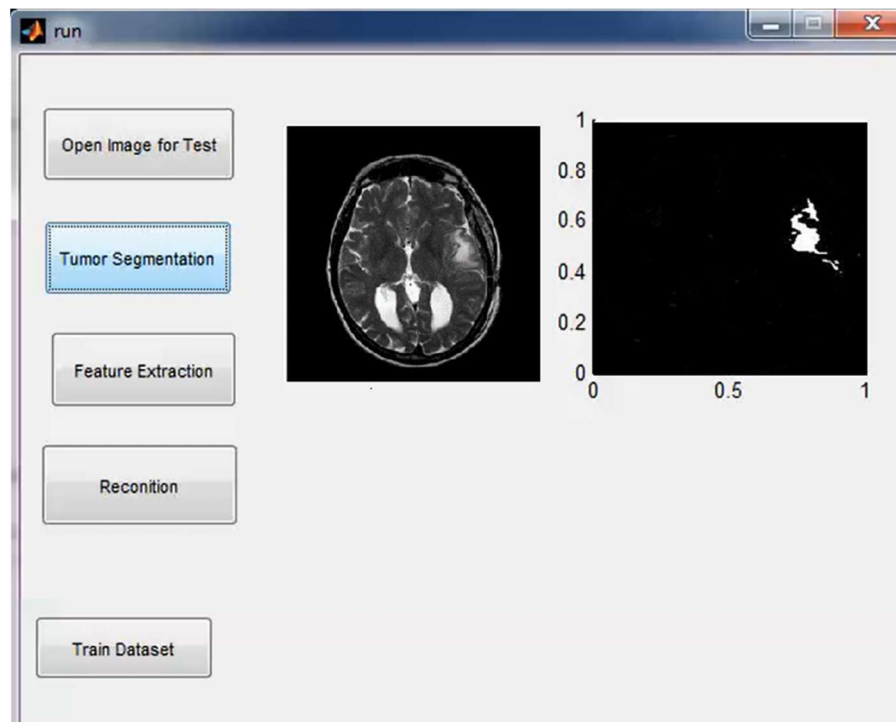 run
Open Image for Test
Tumor Segmentation
Feature Extraction
Reconition
Train Dataset
1
0.8
0.6
0.4
0.2
0
0 0.5 1